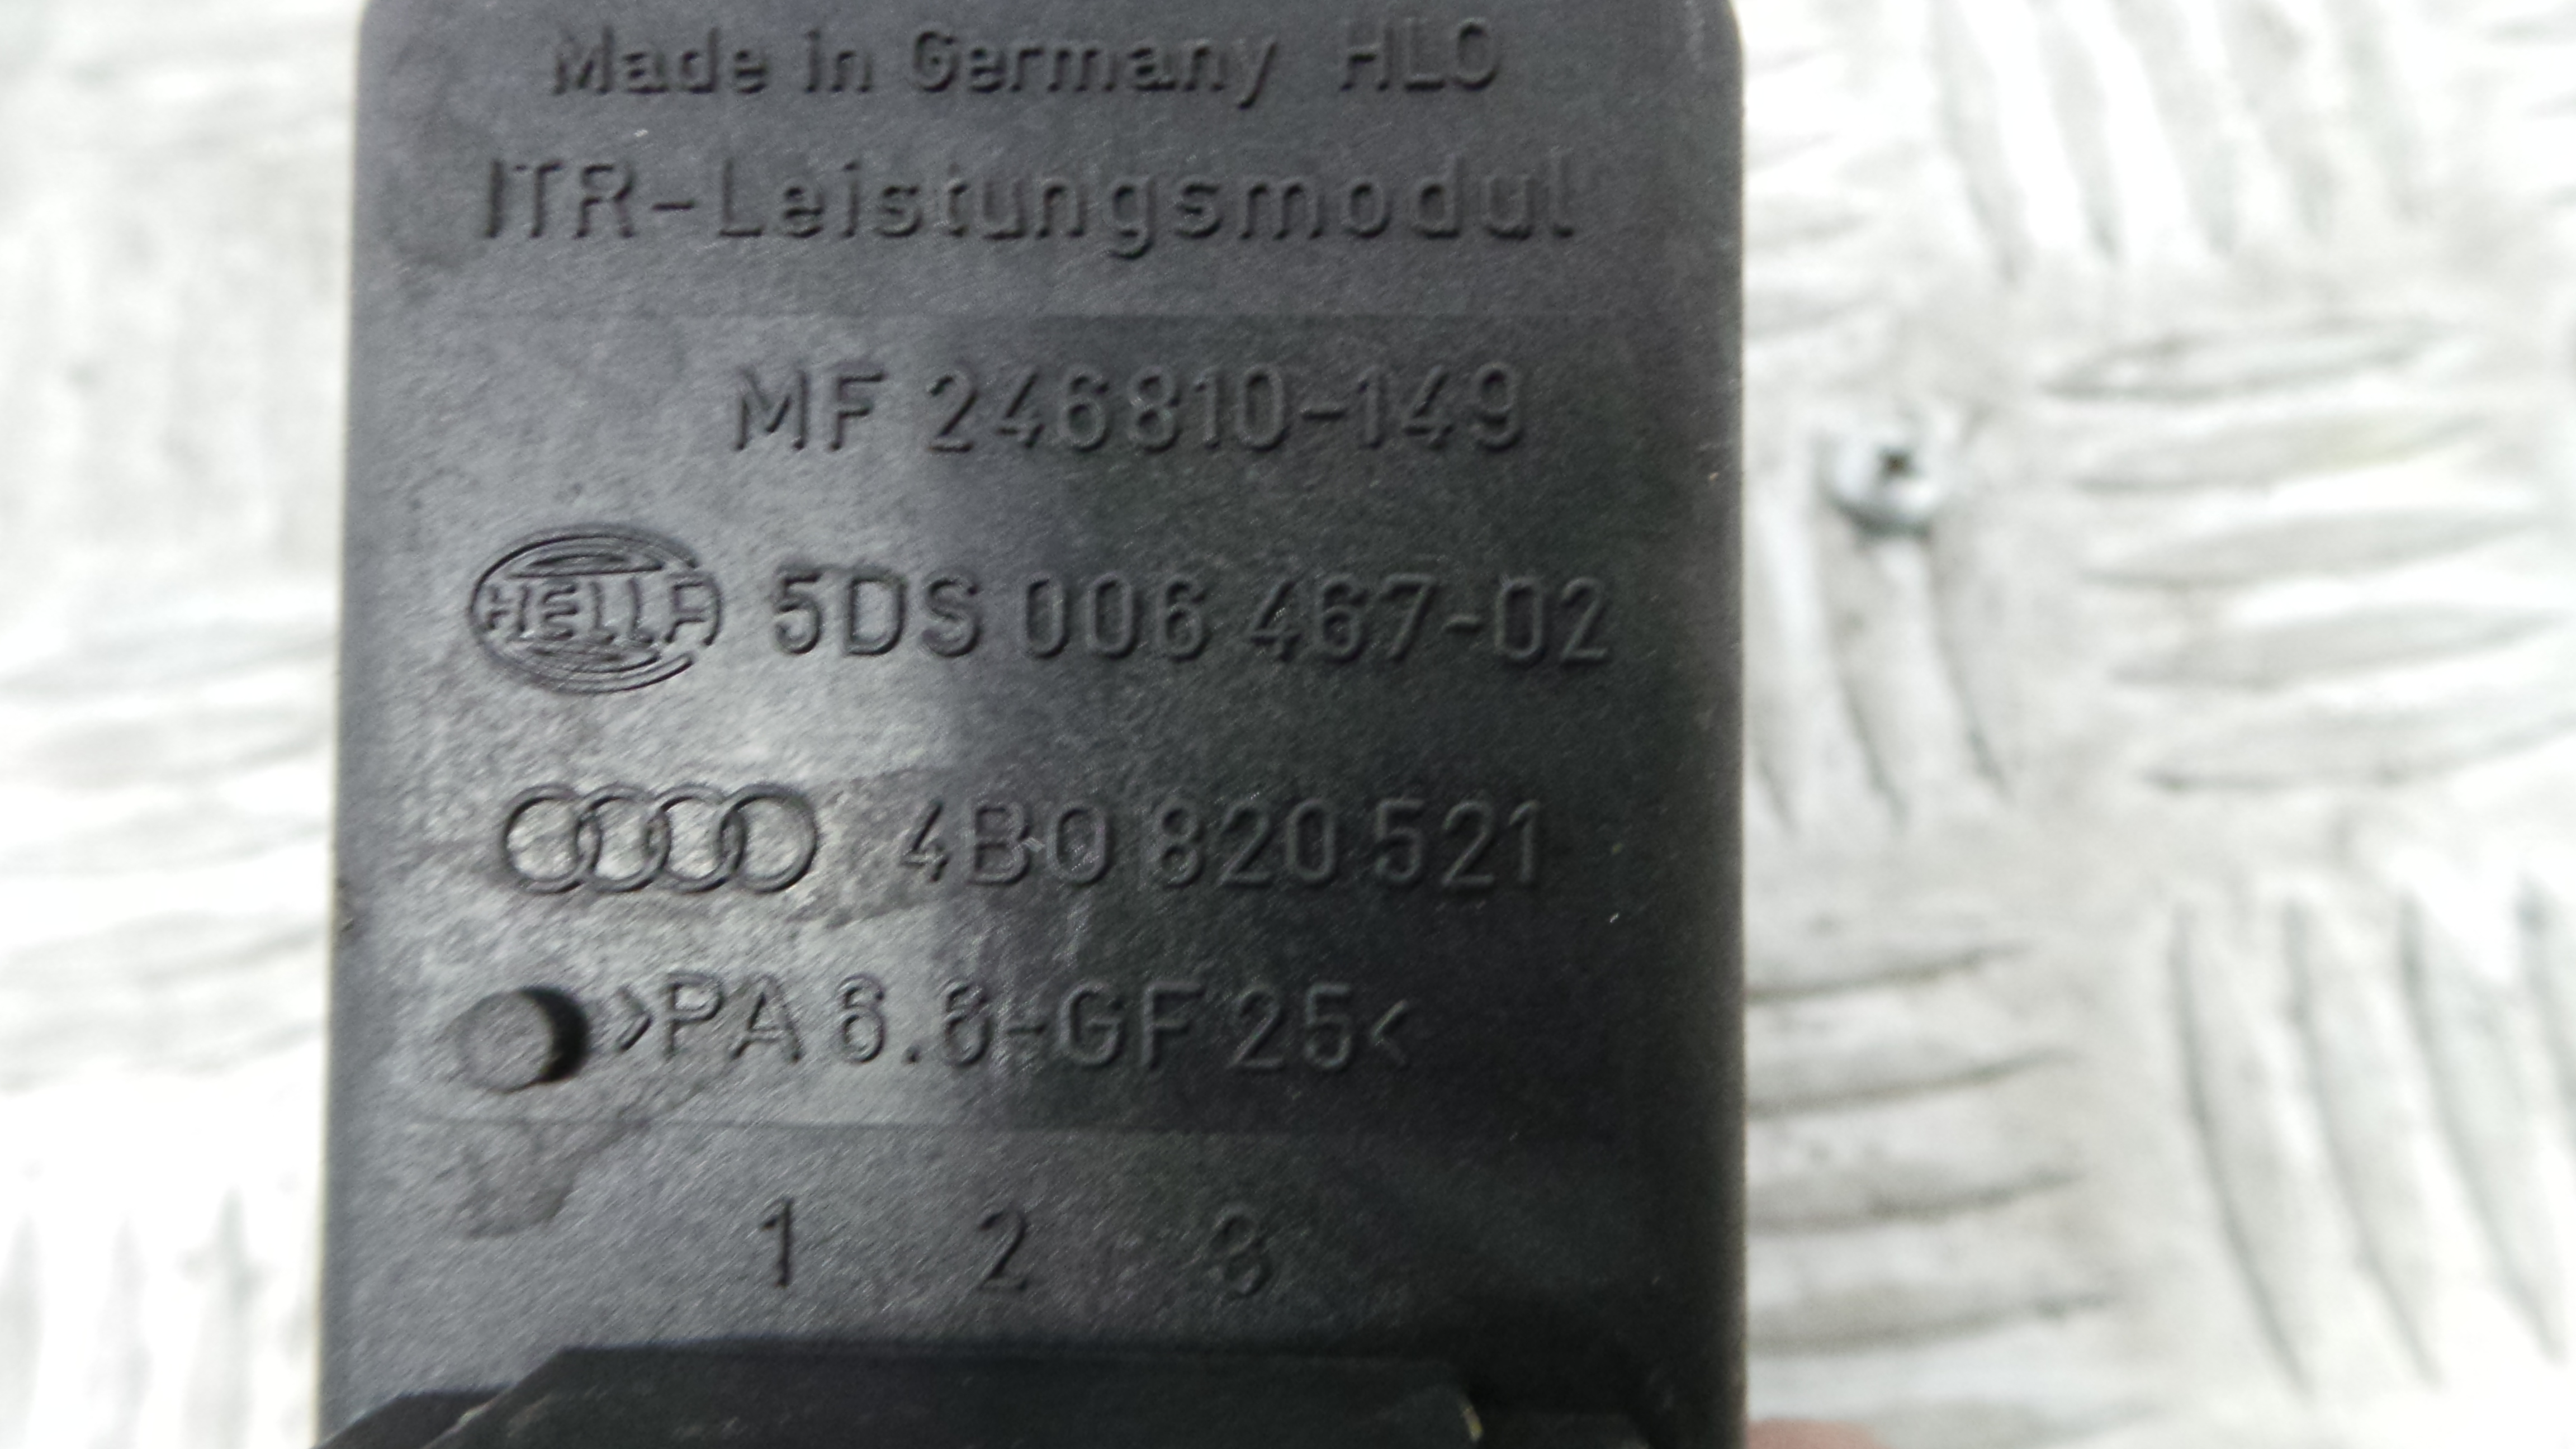 Made in Germany HLO
ITR-Leistungsmodul
MF 246810-149
HELLA 5DS 006 467-02
4B0 820 521
>PA 6.6-GF 25<
1 2 3